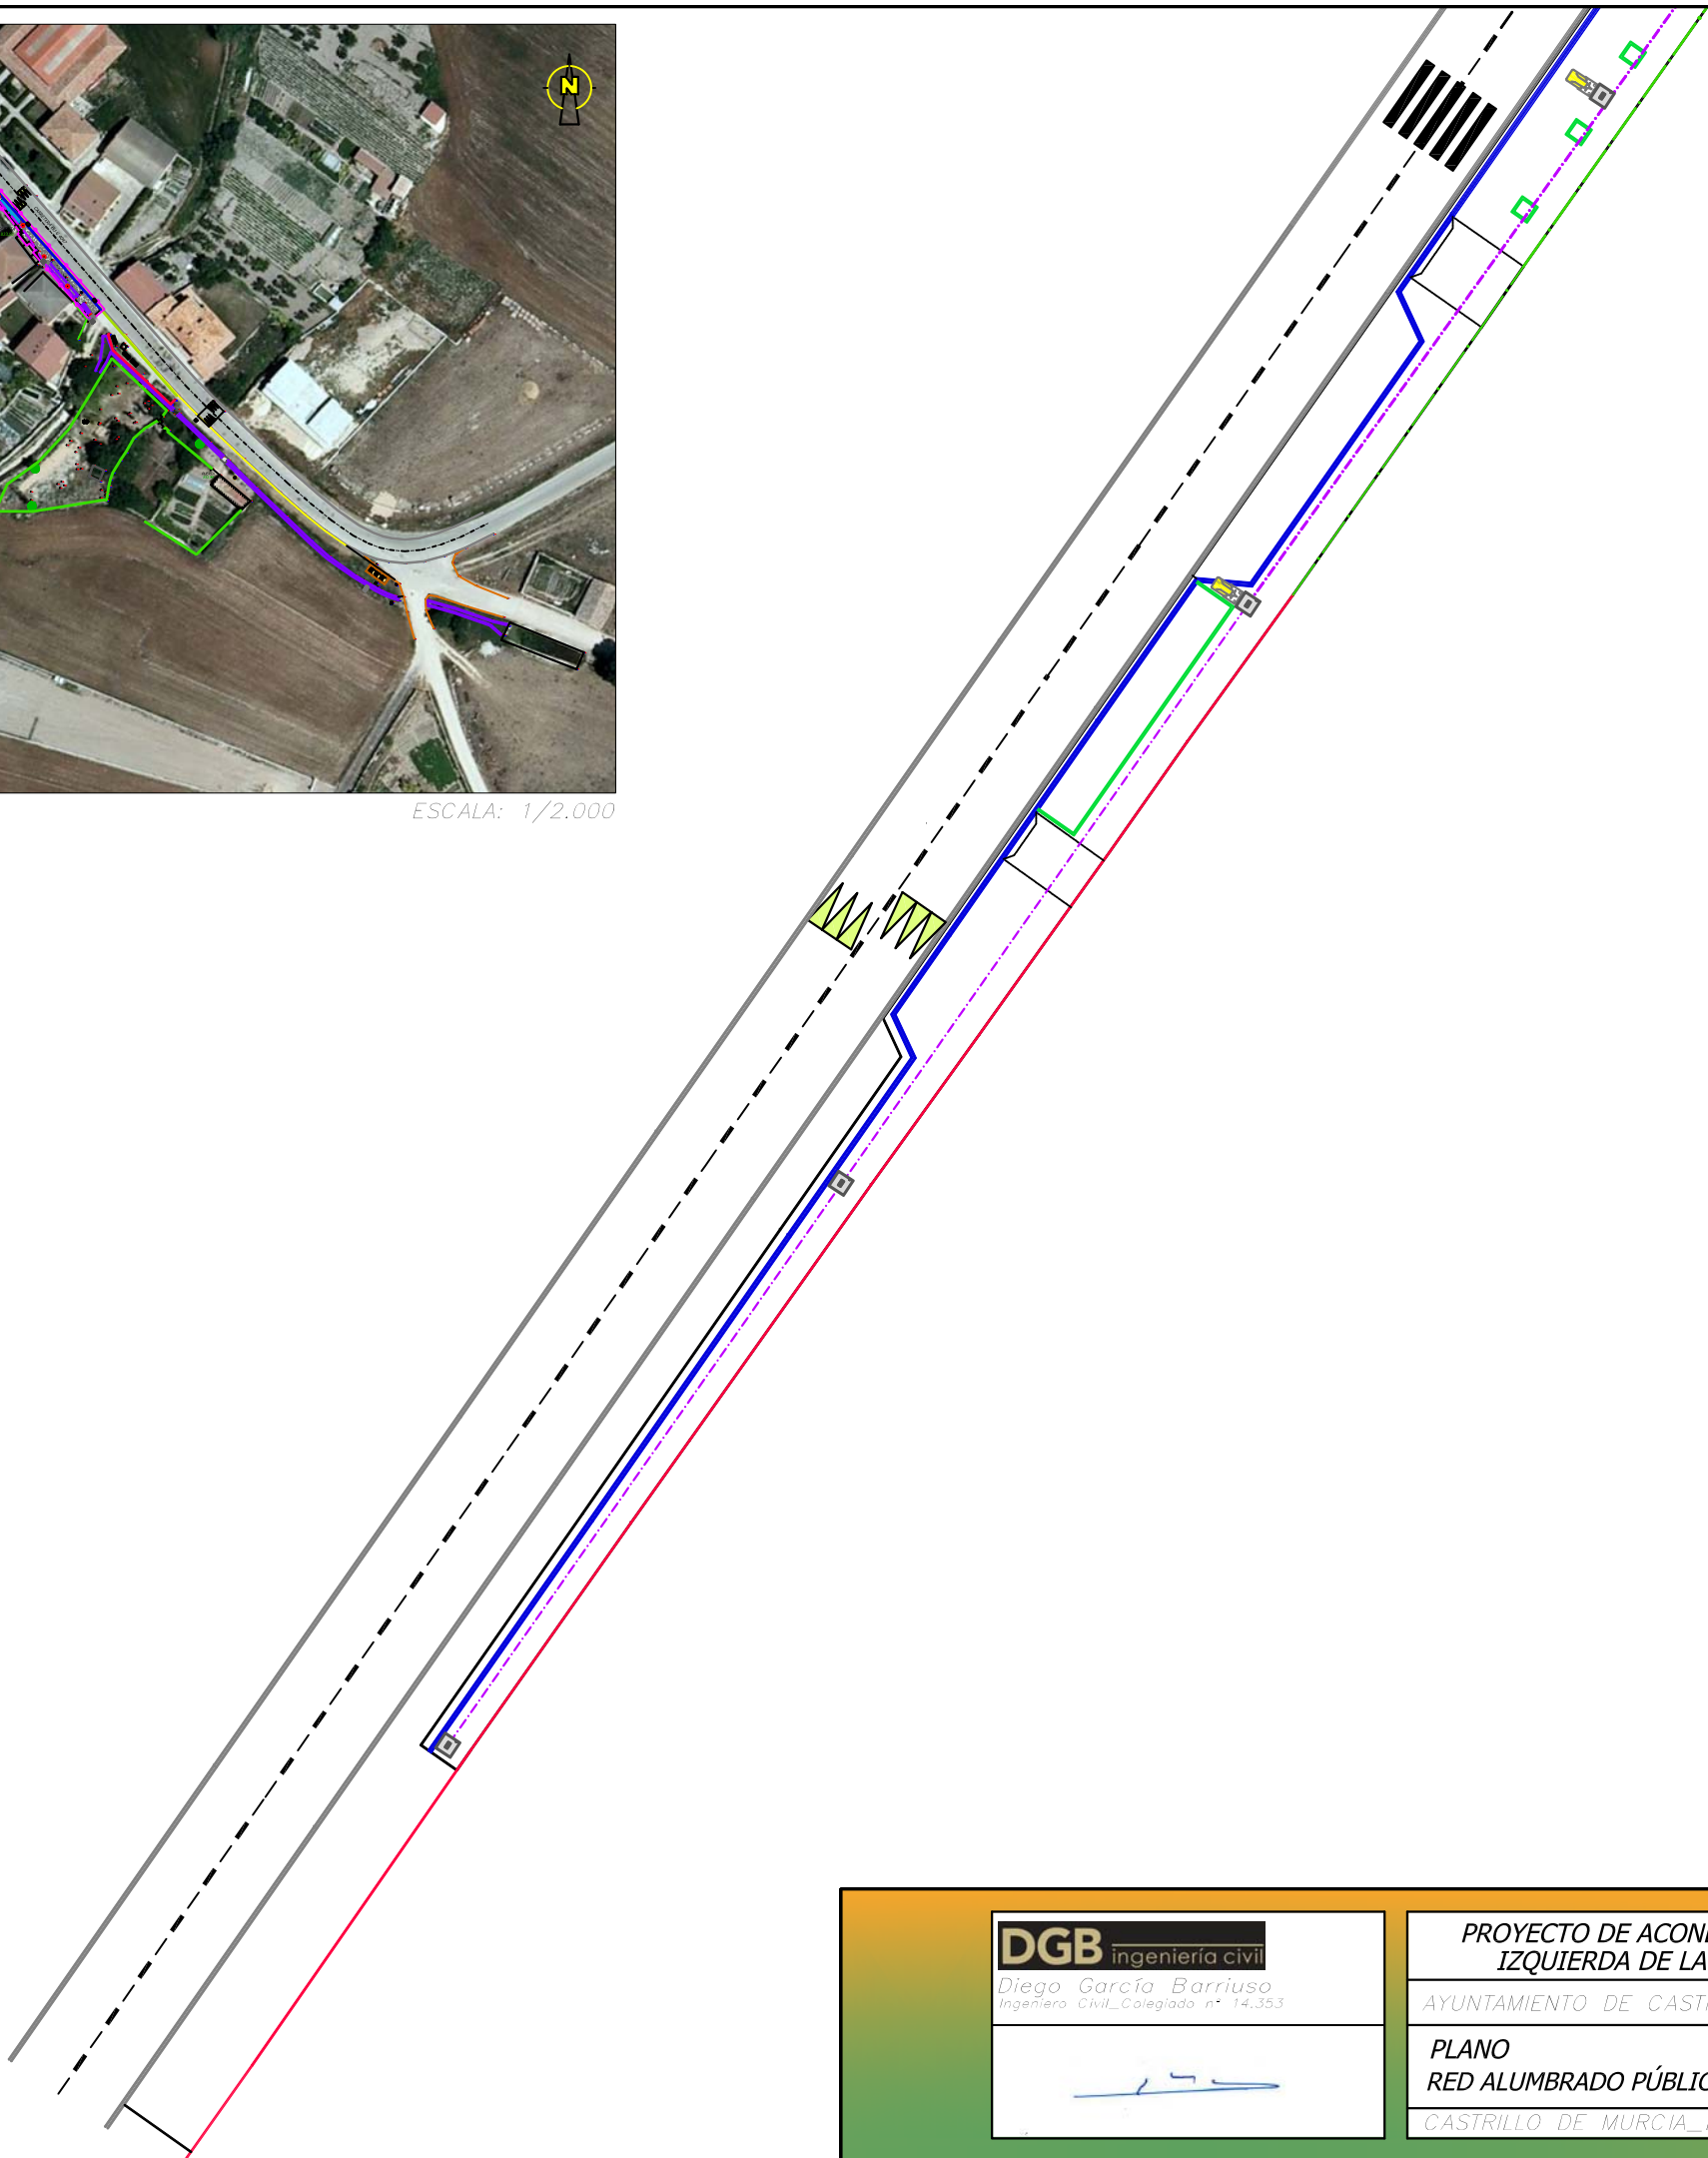 N
ESCALA: 1/2.000
DGB ingeniería civil
Diego García Barriuso
Ingeniero Civil_Colegiado nº 14.353
PROYECTO DE ACON
IZQUIERDA DE LA
AYUNTAMIENTO DE CAST
PLANO
RED ALUMBRADO PÚBLIC
CASTRILLO DE MURCIA_